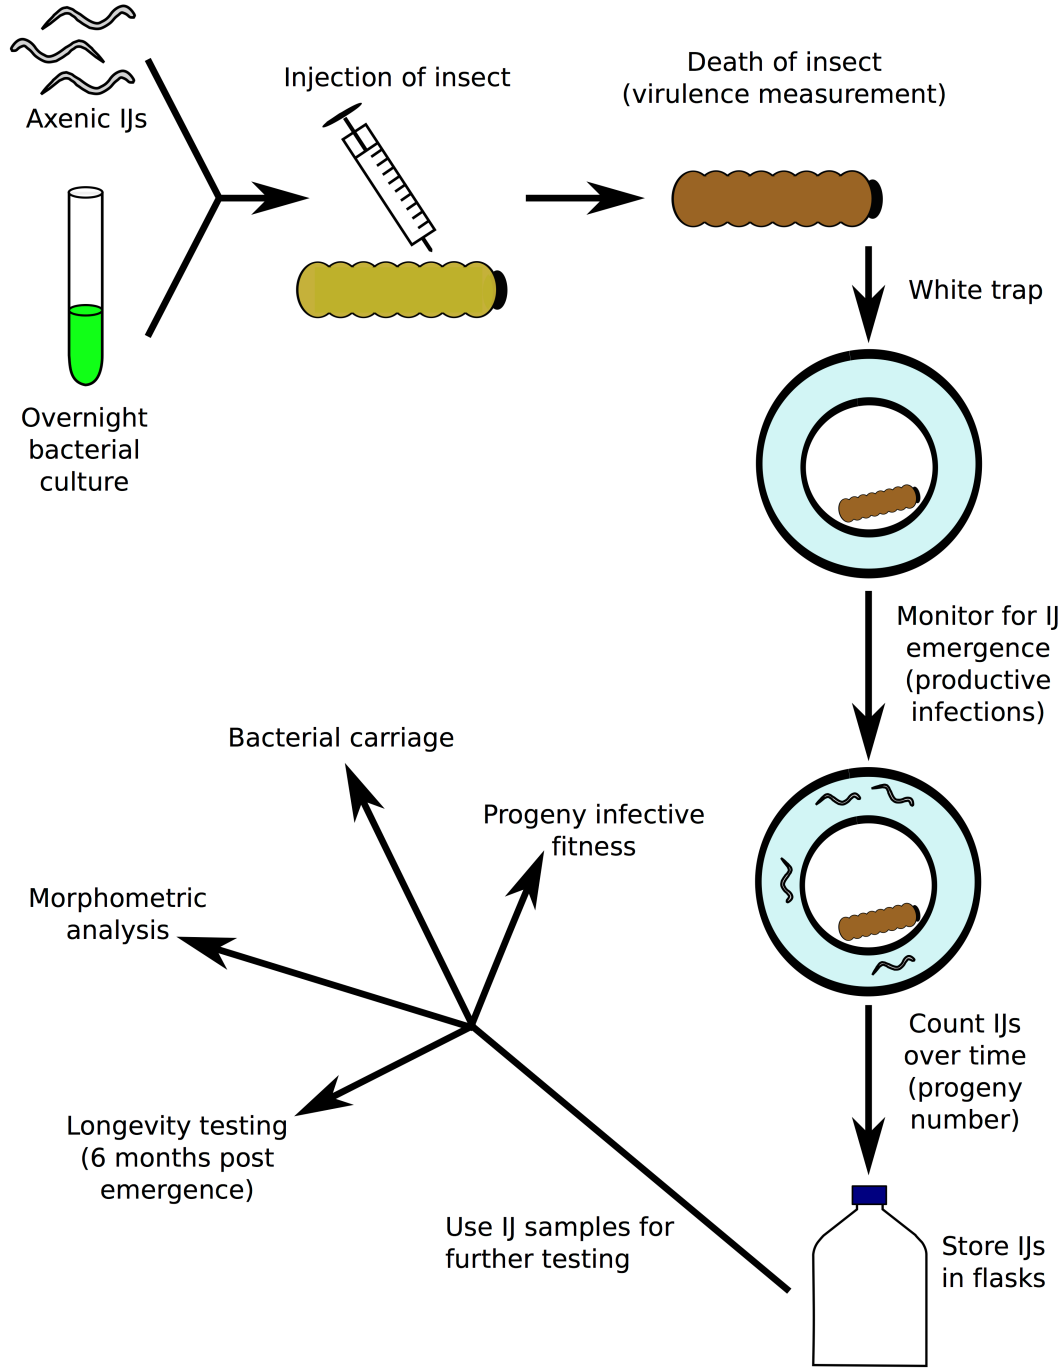 Axenic IJs
Injection of insect
Death of insect
(virulence measurement)
Overnight
bacterial
culture
White trap
Monitor for IJ
emergence
(productive
infections)
Bacterial carriage
Progeny infective
fitness
Morphometric
analysis
Count IJs
over time
(progeny
number)
Longevity testing
(6 months post
emergence)
Use IJ samples for
further testing
Store IJs
in flasks